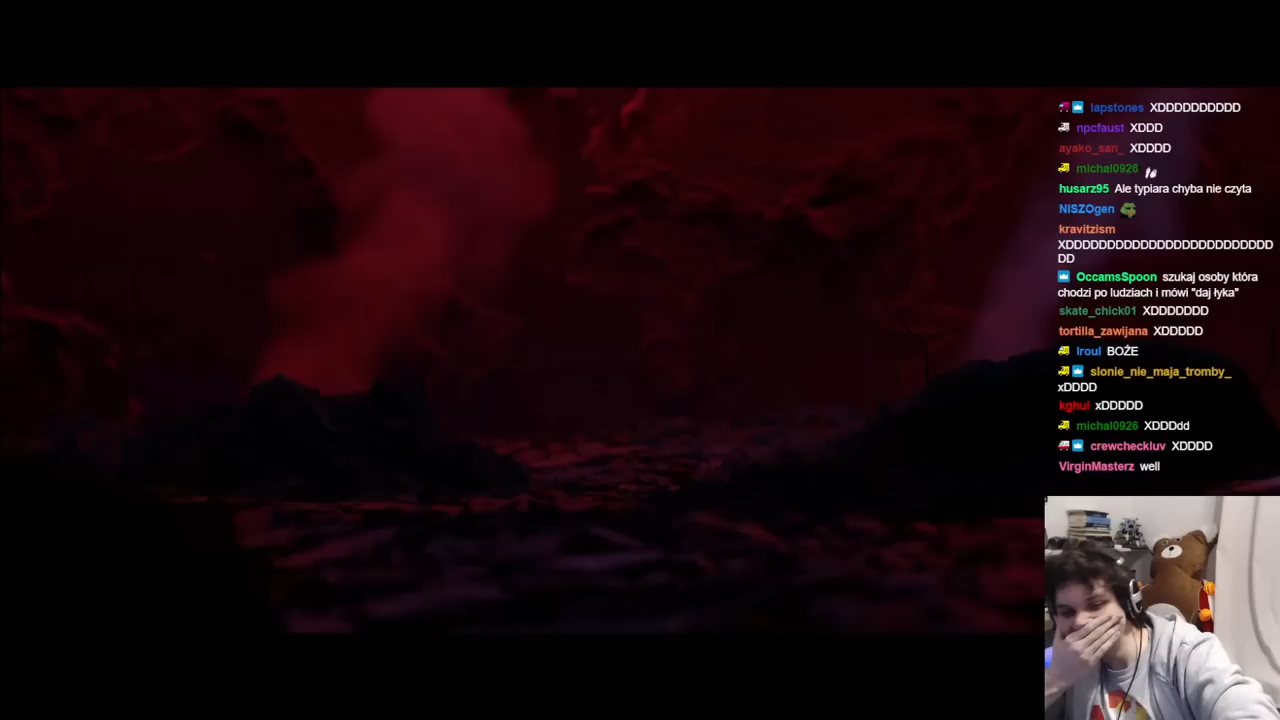 lapstones XDDDDDDDDDD
npcfaust XDDD
ayako_san_ XDDDD
michal0926
husarz95 Ale typiara chyba nie czyta
NISZOgen
kravitzism
XDDDDDDDDDDDDDDDDDDDDDDDDD
DD
OccamsSpoon szukaj osoby która
chodzi po ludziach i mówi "daj łyka"
skate_chick01 XDDDDDDD
tortilla_zawijana XDDDDD
lroul BOŻE
slonie_nie_maja_tromby_
xDDDD
kghul xDDDDD
michal0926 XDDDdd
crewcheckluv XDDDD
VirginMasterz well